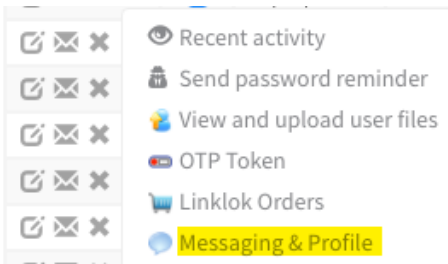 Recent activity
Send password reminder
View and upload user files
OTP Token
Linklok Orders
Messaging & Profile